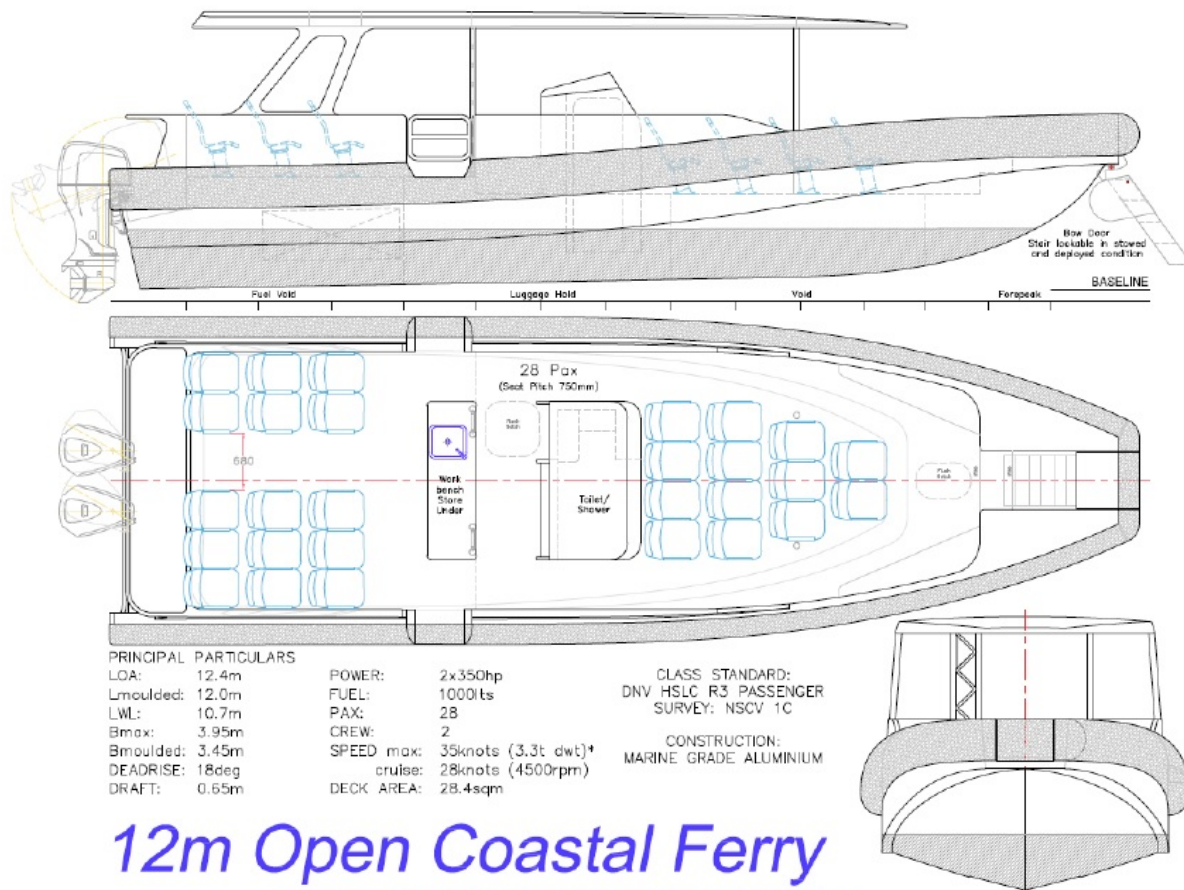 Bow Door
Stair lockable in stowed
and deployed condition
BASELINE
Fuel Void
Luggage Hold
Void
Forepeak
28 Pax
(Seat Pitch 750mm)
680
Work
bench
Store
Under
Toilet/
Shower
PRINCIPAL PARTICULARS
LOA: 12.4m
Lmoulded: 12.0m
LWL: 10.7m
Bmax: 3.95m
Bmoulded: 3.45m
DEADRISE: 18deg
DRAFT: 0.65m
POWER: 2x350hp
FUEL: 1000lts
PAX: 28
CREW: 2
SPEED max: 35knots (3.3t dwt)*
cruise: 28knots (4500rpm)
DECK AREA: 28.4sqm
CLASS STANDARD:
DNV HSLC R3 PASSENGER
SURVEY: NSCV 1C
CONSTRUCTION:
MARINE GRADE ALUMINIUM
12m Open Coastal Ferry